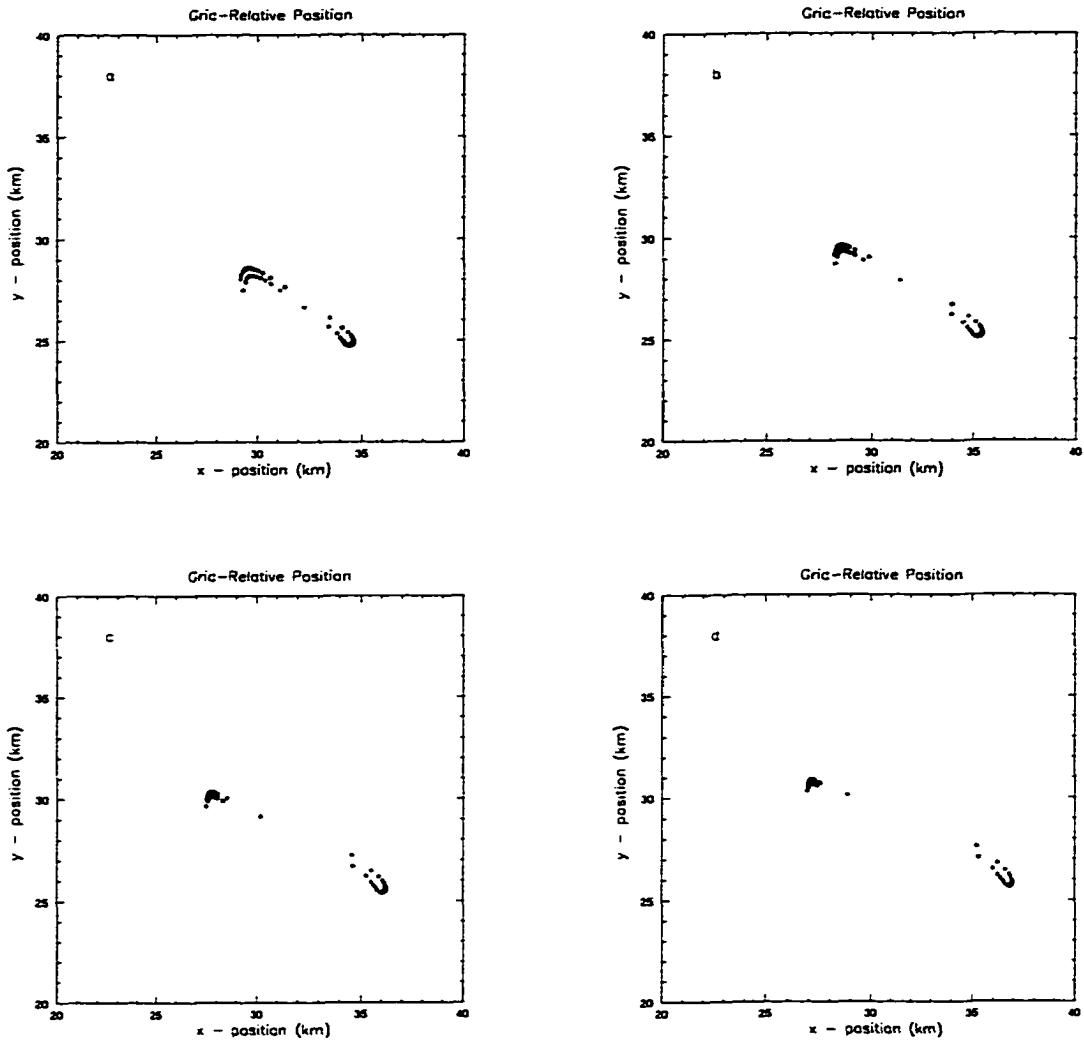 Gric-Relative Position
Gric-Relative Position
40
a
35
y - position (km)
30
25
20
20 25 30 35 40
x - position (km)
40
b
35
y - position (km)
30
25
20
20 25 30 35 40
x - position (km)
Gric-Relative Position
Gric-Relative Position
40
c
35
y - position (km)
30
25
20
20 25 30 35 40
x - position (km)
40
d
35
y - position (km)
30
25
20
20 25 30 35 40
x - position (km)